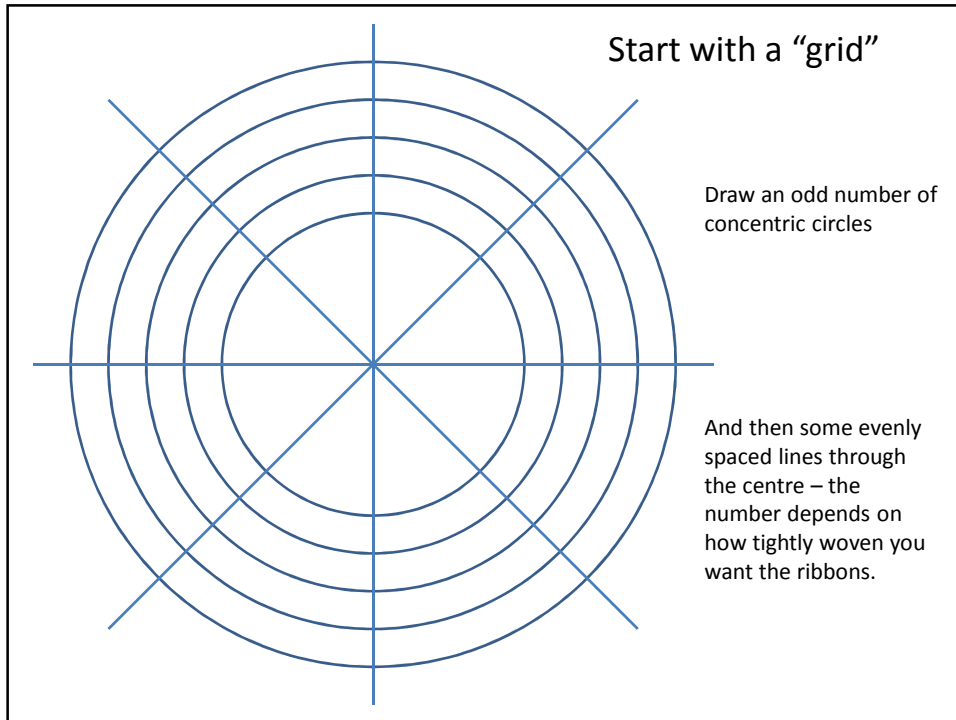 Start with a “grid”
Draw an odd number of
concentric circles
And then some evenly
spaced lines through
the centre – the
number depends on
how tightly woven you
want the ribbons.